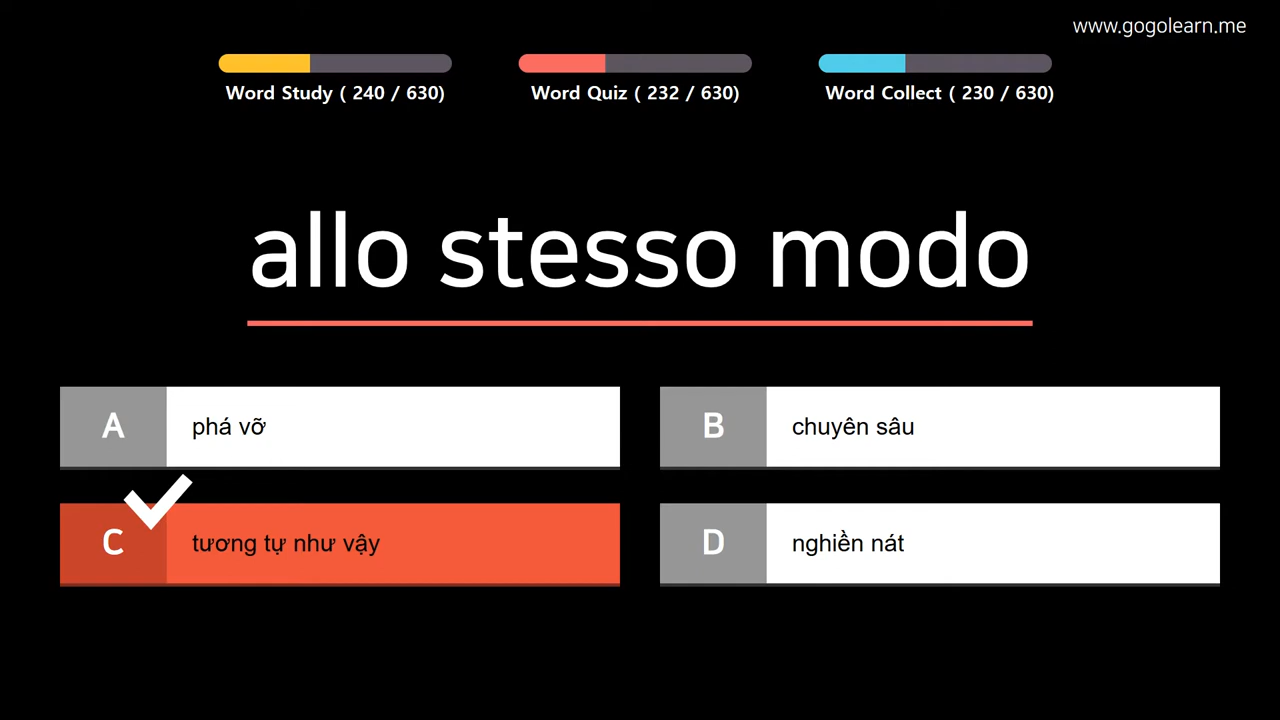 www.gogolearn.me
Word Study ( 240 / 630)
Word Quiz ( 232 / 630)
Word Collect ( 230 / 630)
allo stesso modo
A phá vỡ
B chuyên sâu
C tương tự như vậy
D nghiền nát